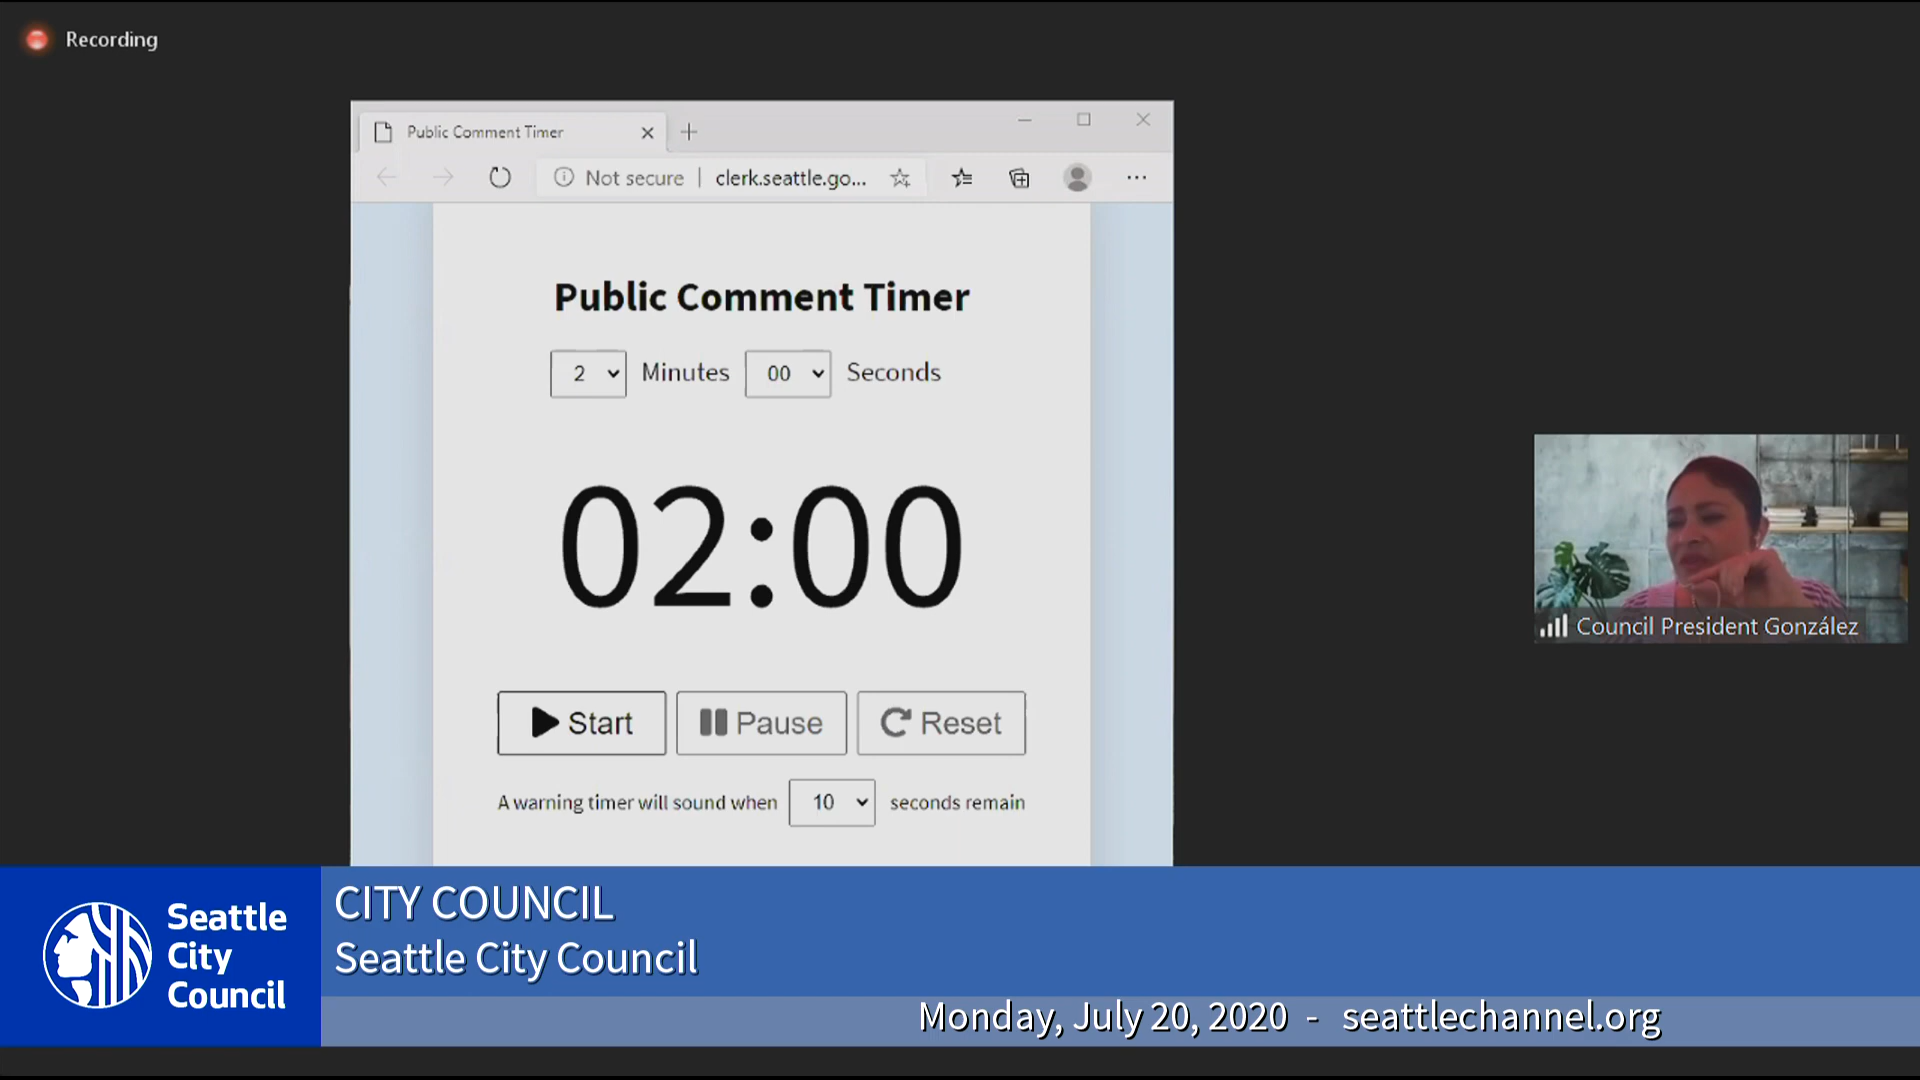 Recording
Public Comment Timer
Not secure | clerk.seattle.go...
Public Comment Timer
2 Minutes 00 Seconds
02:00
Start Pause Reset
A warning timer will sound when 10 seconds remain
Council President González
Seattle
City
Council
CITY COUNCIL
Seattle City Council
Monday, July 20, 2020 - seattlechannel.org